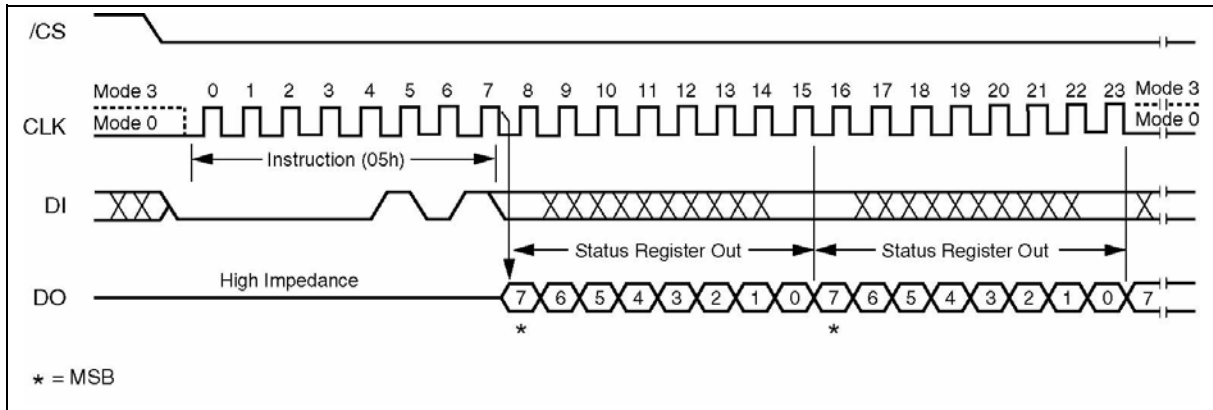 /CS
Mode 3 0 1 2 3 4 5 6 7 8 9 10 11 12 13 14 15 16 17 18 19 20 21 22 23 Mode 3
CLK Mode 0 Mode 0
Instruction (05h)
DI
Status Register Out Status Register Out
High Impedance
DO 7 6 5 4 3 2 1 0 7 6 5 4 3 2 1 0 7
* *
* = MSB